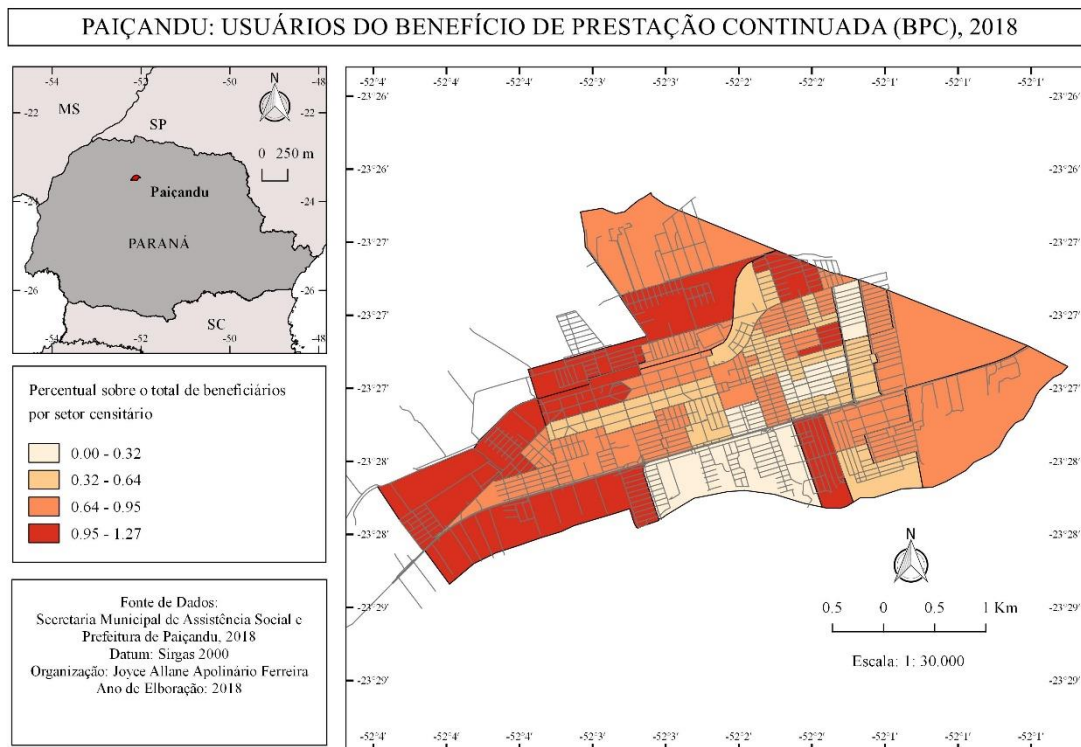 PAIÇANDU: USUÁRIOS DO BENEFÍCIO DE PRESTAÇÃO CONTINUADA (BPC), 2018
-54 -52 -50 -48
N
MS
-22
SP
0 250 m
Paiçandu
-24
-24
PARANÁ
-26
-26
SC
-54 -52 -50 -48
Percentual sobre o total de beneficiários
por setor censitário
0.00 - 0.32
0.32 - 0.64
0.64 - 0.95
0.95 - 1.27
Fonte de Dados:
Secretaria Municipal de Assistência Social e
Prefeitura de Paiçandu, 2018
Datum: Sirgas 2000
Organização: Joyce Allane Apolinário Ferreira
Ano de Elboração: 2018
-52°4′ -52°4′ -52°3′ -52°3′ -52°3′ -52°2′ -52°2′ -52°1′ -52°1′ -52°1′
-23°26′ -23°26′
-23°26′ -23°26′
-23°27′ -23°27′
-23°27′ -23°27′
-23°27′ -23°27′
-23°28′ -23°28′
-23°28′ -23°28′
-23°29′ -23°29′
-23°29′ -23°29′
N
0.5 0 0.5 1 Km
Escala: 1: 30.000
-52°4′ -52°4′ -52°3′ -52°3′ -52°3′ -52°2′ -52°2′ -52°1′ -52°1′ -52°1′